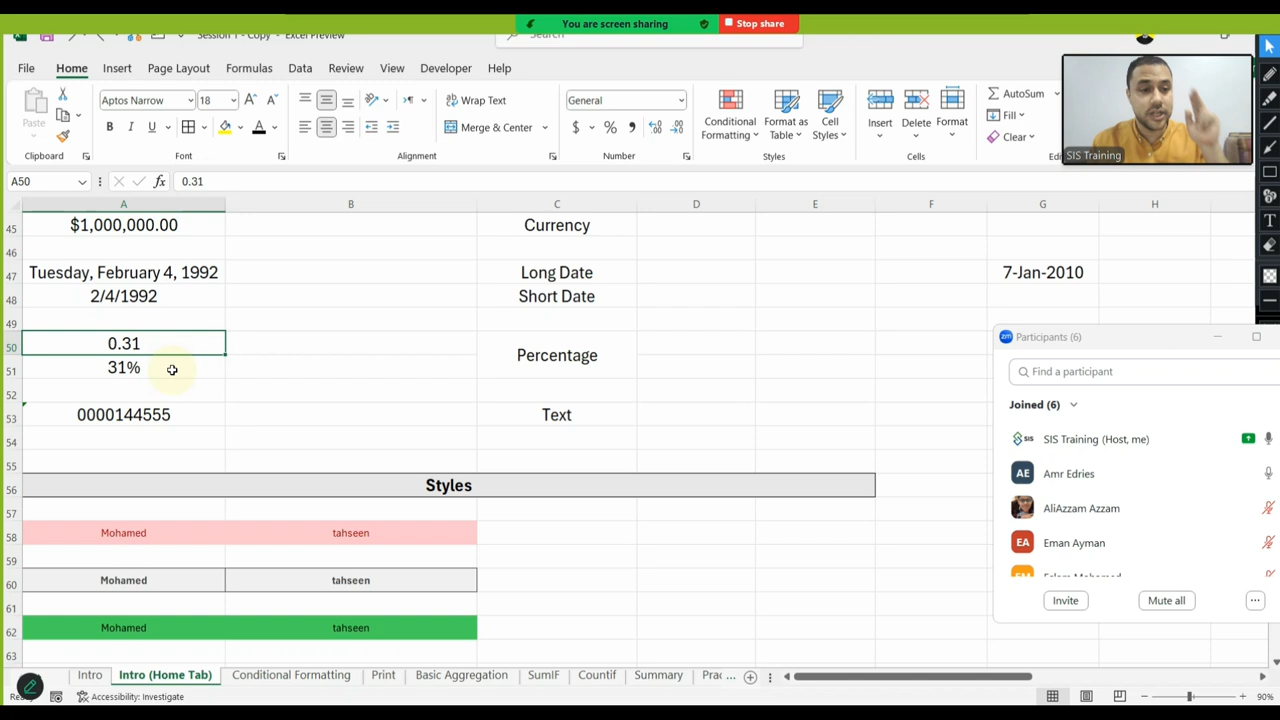 You are screen sharing
Stop share
Session 1 - Copy - Excel Preview
Search
File Home Insert Page Layout Formulas Data Review View Developer Help
Paste
Aptos Narrow 18
B I U
Wrap Text
Merge & Center
General
$ % ,
Conditional Formatting
Format as Table
Cell Styles
Insert
Delete
Format
AutoSum
Fill
Clear
Clipboard Font Alignment Number Styles Cells
SIS Training
A50 fx 0.31
A B C D E F G H
45 $1,000,000.00 Currency
46
47 Tuesday, February 4, 1992 Long Date 7-Jan-2010
48 2/4/1992 Short Date
49
50 0.31
Percentage
51 31%
52
53 0000144555 Text
54
55
56 Styles
57
58 Mohamed tahseen
59
60 Mohamed tahseen
61
62 Mohamed tahseen
63
zm Participants (6)
Find a participant
Joined (6)
SIS SIS Training (Host, me)
AE Amr Edries
AliAzzam Azzam
EA Eman Ayman
Invite Mute all ...
Intro Intro (Home Tab) Conditional Formatting Print Basic Aggregation SumIF Countif Summary Prac ...
Accessibility: Investigate
90%